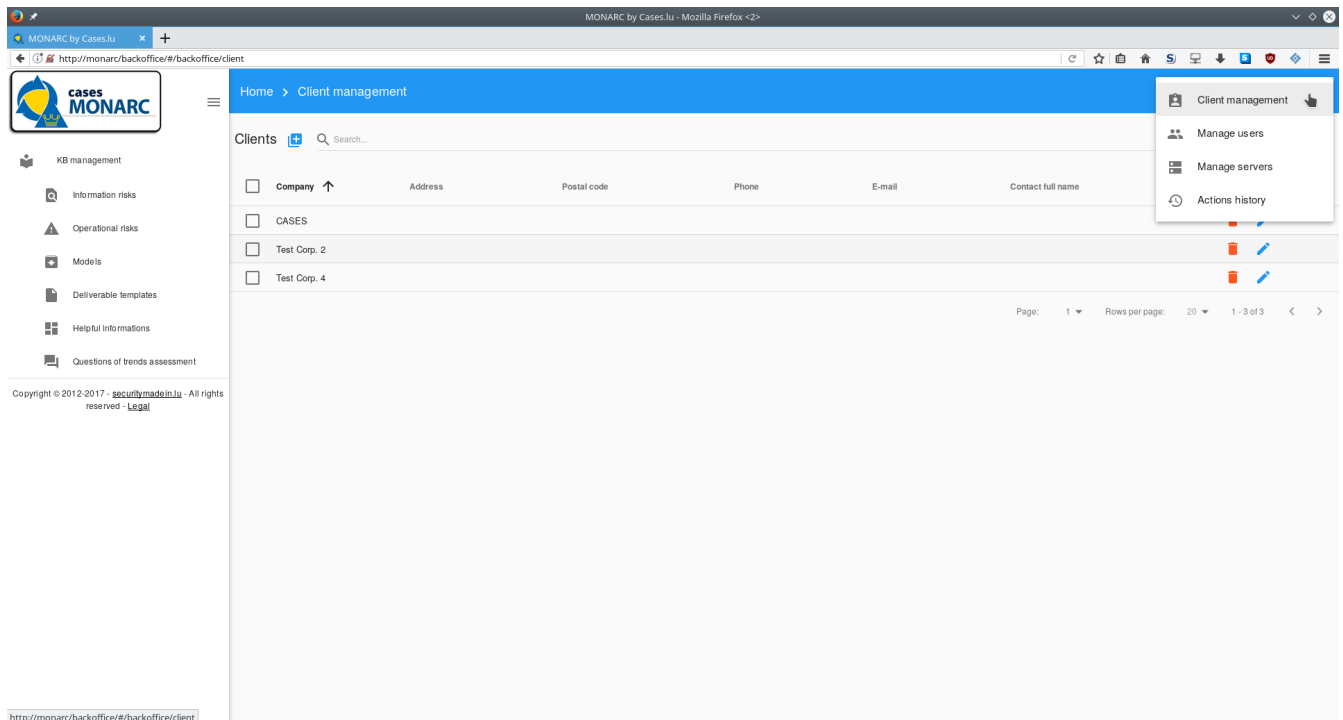 MONARC by Cases.lu - Mozilla Firefox <2>
MONARC by Cases.lu
http://monarc/backoffice/#/backoffice/client
cases
MONARC
Home > Client management
Client management
Manage users
Manage servers
Actions history
Clients Search...
KB management
Information risks
Operational risks
Models
Deliverable templates
Helpful informations
Questions of trends assessment
Copyright © 2012-2017 - securitymadein.lu - All rights
reserved - Legal
Company Address Postal code Phone E-mail Contact full name
CASES
Test Corp. 2
Test Corp. 4
Page: 1 Rows per page: 20 1 - 3 of 3
http://monarc/backoffice/#/backoffice/client